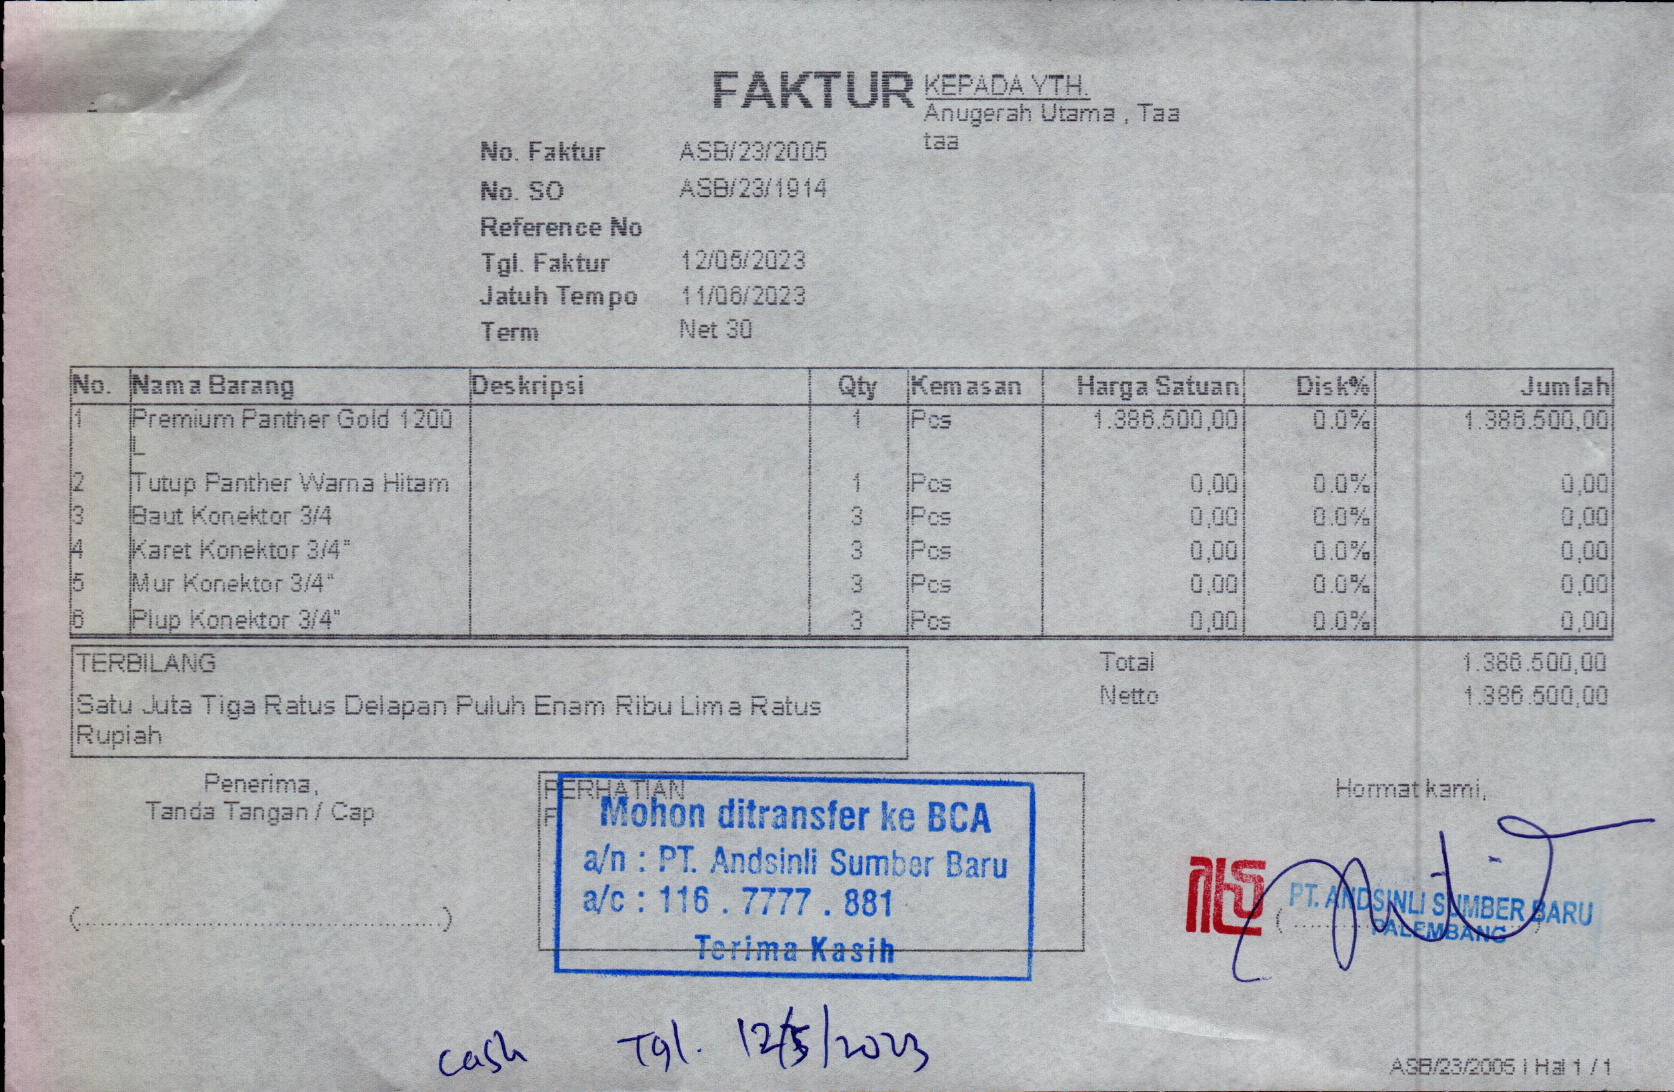 FAKTUR
KEPADA YTH.
Anugerah Utama , Taa
taa
No. Faktur ASB/23/2005
No. SO ASB/23/1914
Reference No
Tgl. Faktur 12/05/2023
Jatuh Tempo 11/06/2023
Term Net 30
No. Nama Barang Deskripsi Qty Kemasan Harga Satuan Disk% Jumlah
1 Premium Panther Gold 1200 1 Pcs 1.386.500,00 0.0% 1.386.500,00
L
2 Tutup Panther Warna Hitam 1 Pcs 0,00 0.0% 0,00
3 Baut Konektor 3/4 3 Pcs 0,00 0.0% 0,00
4 Karet Konektor 3/4" 3 Pcs 0,00 0.0% 0,00
5 Mur Konektor 3/4" 3 Pcs 0,00 0.0% 0,00
6 Plup Konektor 3/4" 3 Pcs 0,00 0.0% 0,00
TERBILANG
Satu Juta Tiga Ratus Delapan Puluh Enam Ribu Lima Ratus
Rupiah
Total 1.386.500,00
Netto 1.386.500,00
Penerima,
Tanda Tangan / Cap
(........................................)
PERHATIAN
Mohon ditransfer ke BCA
a/n : PT. Andsinli Sumber Baru
a/c : 116 . 7777 . 881
Terima Kasih
Hormat kami,
PT. ANDSINLI SUMBER BARU
PALEMBANG
cash Tgl. 12/5/2023
ASB/23/2005 | Hal 1 / 1